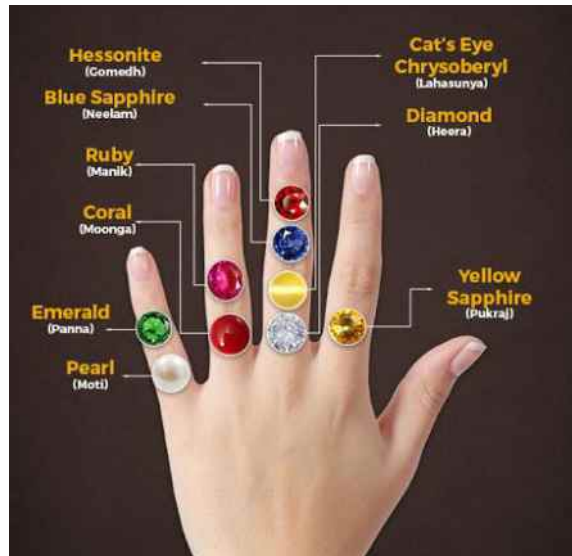 Hessonite
(Gomedh)
Blue Sapphire
(Neelam)
Ruby
(Manik)
Coral
(Moonga)
Emerald
(Panna)
Pearl
(Moti)
Cat's Eye
Chrysoberyl
(Lahasunya)
Diamond
(Heera)
Yellow
Sapphire
(Pukraj)